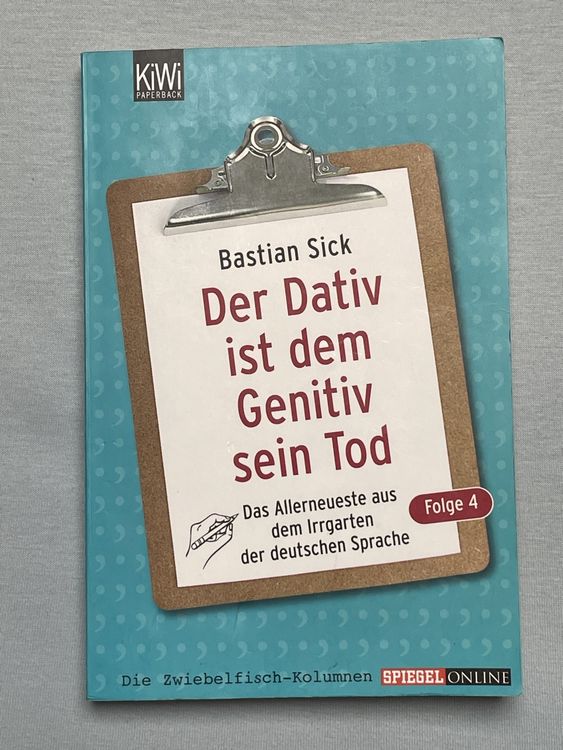 KiWi
PAPERBACK
Bastian Sick
Der Dativ
ist dem
Genitiv
sein Tod
Das Allerneueste aus
dem Irrgarten
der deutschen Sprache
Folge 4
Die Zwiebelfisch-Kolumnen SPIEGEL ONLINE